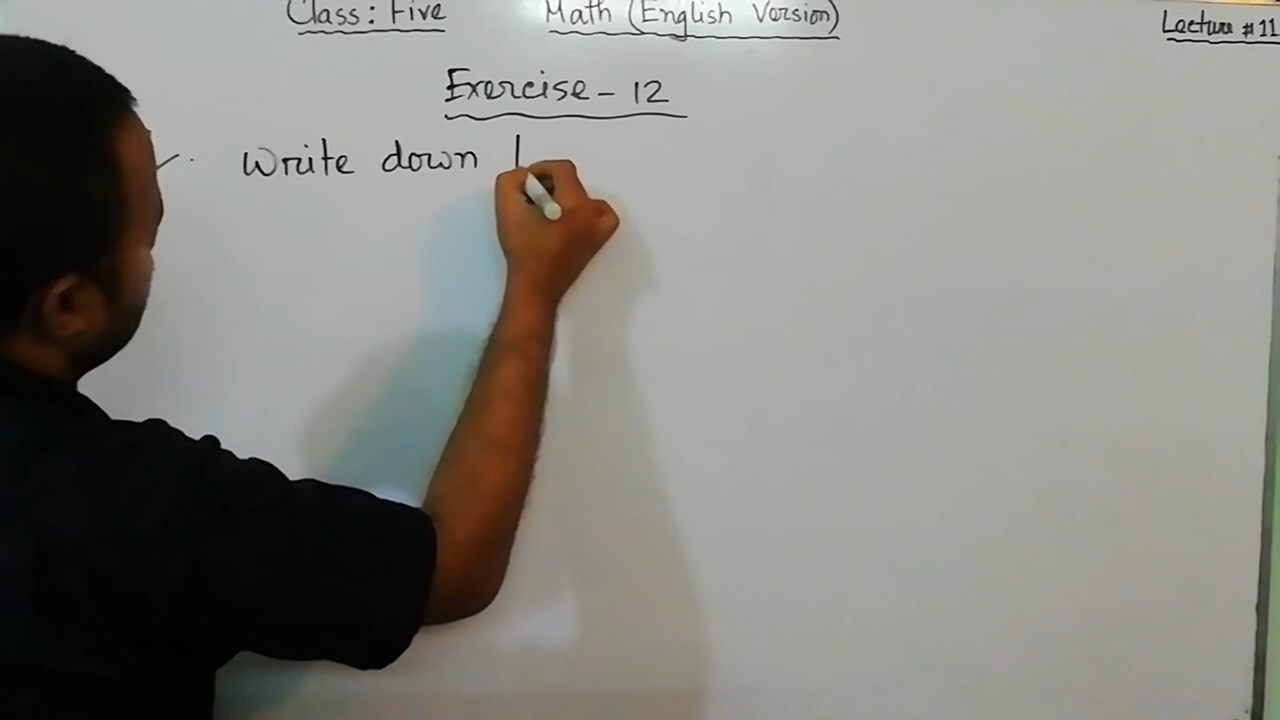 Class: Five Math (English Version) Lecture # 11
Exercise - 12
Write down